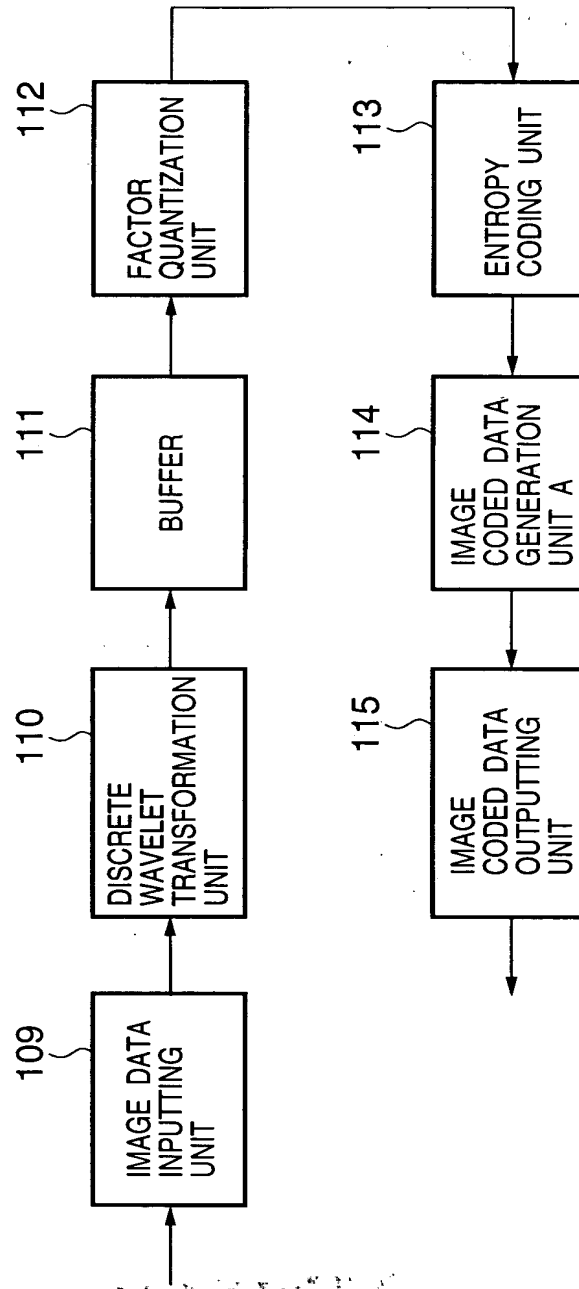 109
IMAGE DATA
INPUTTING
UNIT
110
DISCRETE
WAVELET
TRANSFORMATION
UNIT
111
BUFFER
112
FACTOR
QUANTIZATION
UNIT
113
ENTROPY
CODING UNIT
114
IMAGE
CODED DATA
GENERATION
UNIT A
115
IMAGE
CODED DATA
OUTPUTTING
UNIT